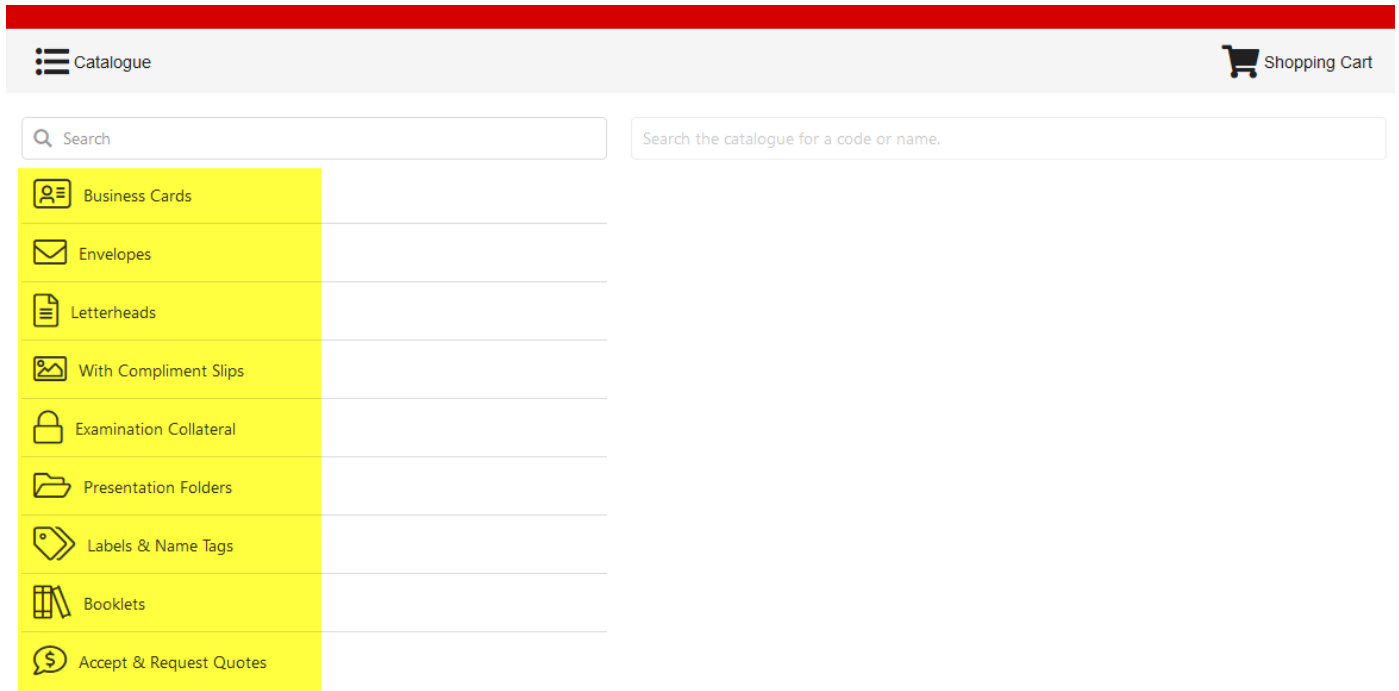 Catalogue
Shopping Cart
Search
Search the catalogue for a code or name.
Business Cards
Envelopes
Letterheads
With Compliment Slips
Examination Collateral
Presentation Folders
Labels & Name Tags
Booklets
Accept & Request Quotes